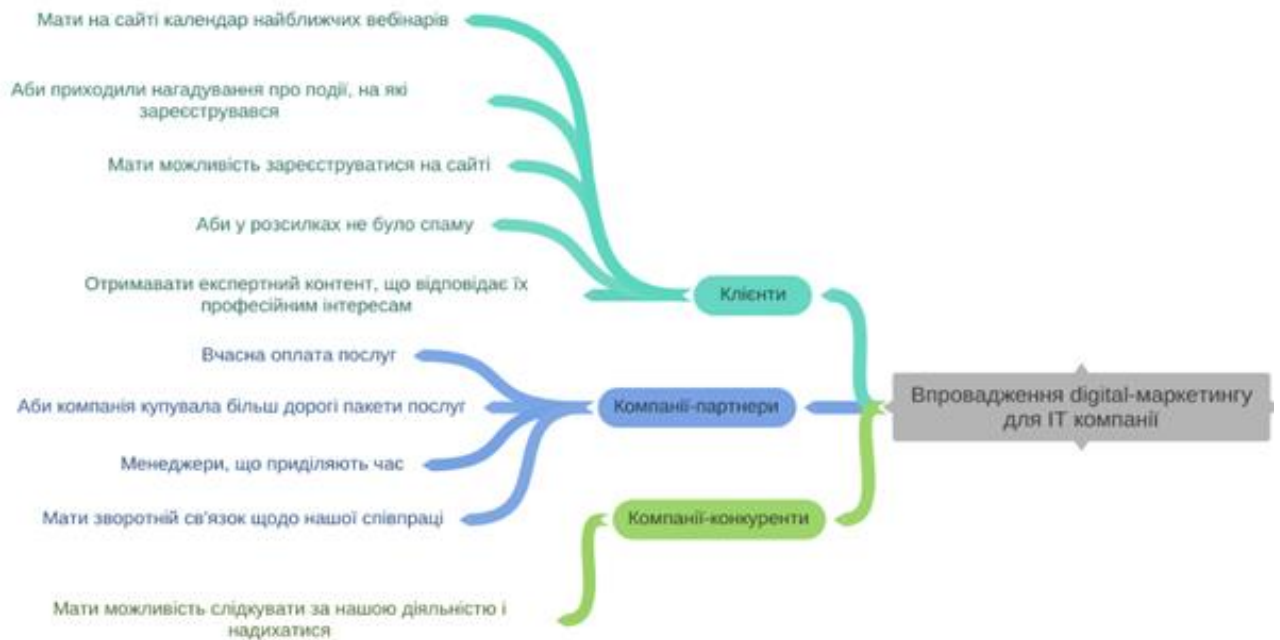 Мати на сайті календар найближчих вебінарів
Аби приходили нагадування про події, на які
зареєструвався
Мати можливість зареєструватися на сайті
Аби у розсилках не було спаму
Отримавати експертний контент, що відповідає їх
професійним інтересам
Клієнти
Вчасна оплата послуг
Аби компанія купувала більш дорогі пакети послуг
Менеджери, що приділяють час
Мати зворотній зв'язок щодо нашої співпраці
Компанії-партнери
Впровадження digital-маркетингу
для ІТ компанії
Компанії-конкуренти
Мати можливість слідкувати за нашою діяльністю і
надихатися